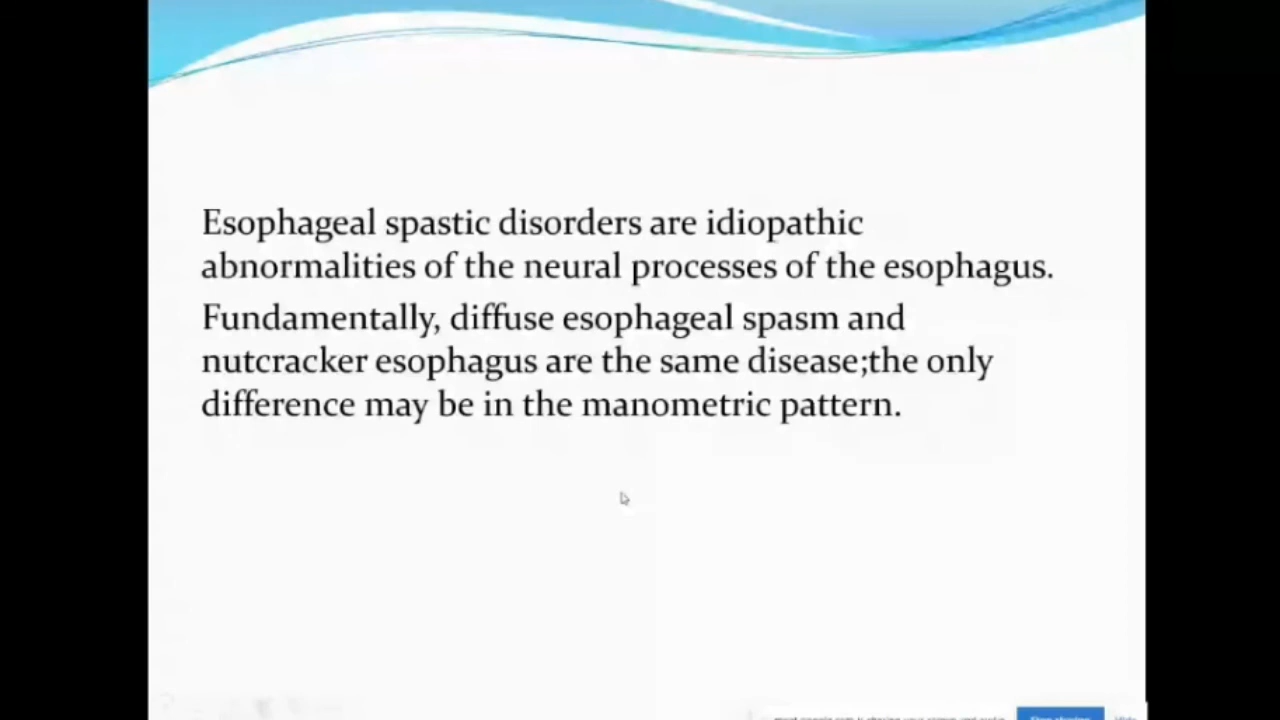 Esophageal spastic disorders are idiopathic
abnormalities of the neural processes of the esophagus.
Fundamentally, diffuse esophageal spasm and
nutcracker esophagus are the same disease;the only
difference may be in the manometric pattern.